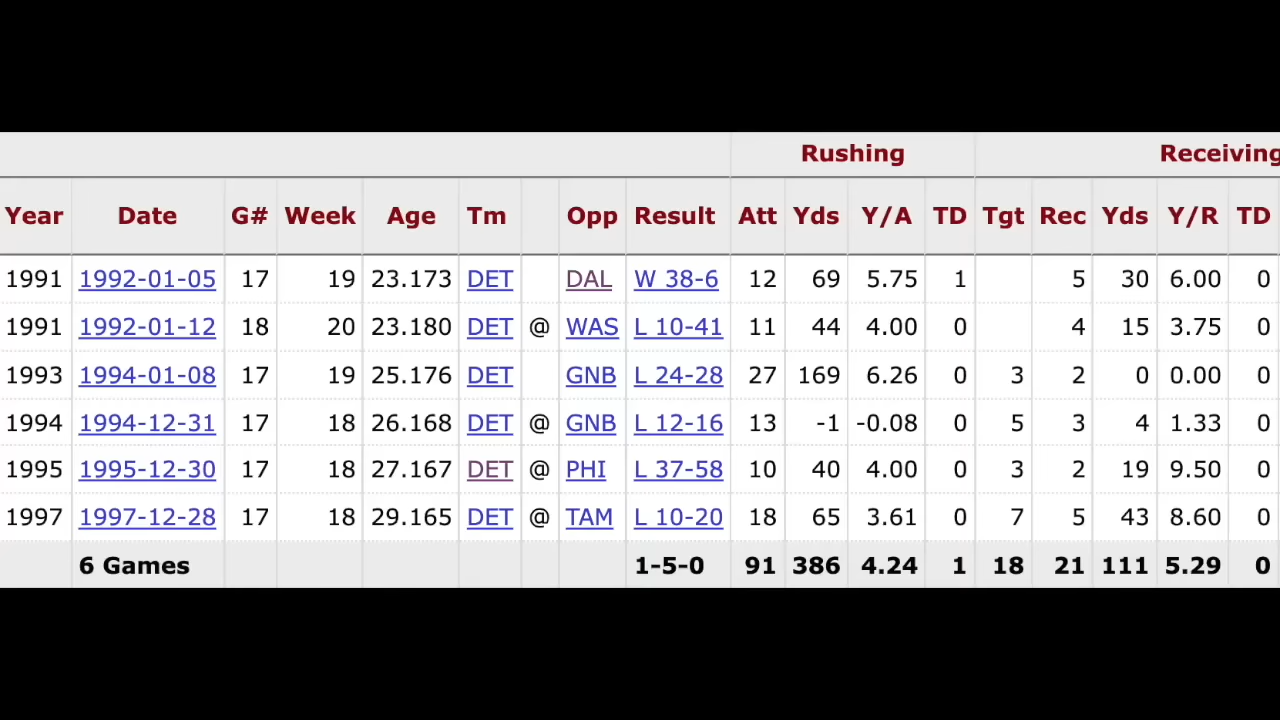 Rushing Receiving
Year Date G# Week Age Tm Opp Result Att Yds Y/A TD Tgt Rec Yds Y/R TD
1991 1992-01-05 17 19 23.173 DET DAL W 38-6 12 69 5.75 1 5 30 6.00 0
1991 1992-01-12 18 20 23.180 DET @ WAS L 10-41 11 44 4.00 0 4 15 3.75 0
1993 1994-01-08 17 19 25.176 DET GNB L 24-28 27 169 6.26 0 3 2 0 0.00 0
1994 1994-12-31 17 18 26.168 DET @ GNB L 12-16 13 -1 -0.08 0 5 3 4 1.33 0
1995 1995-12-30 17 18 27.167 DET @ PHI L 37-58 10 40 4.00 0 3 2 19 9.50 0
1997 1997-12-28 17 18 29.165 DET @ TAM L 10-20 18 65 3.61 0 7 5 43 8.60 0
6 Games 1-5-0 91 386 4.24 1 18 21 111 5.29 0